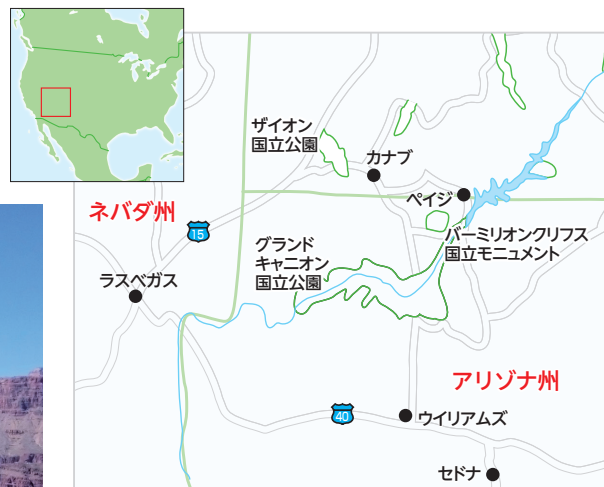 ザイオン
国立公園
カナブ
ペイジ
ネバダ州
15
バーミリオンクリフス
国立モニュメント
グランド
キャニオン
国立公園
ラスベガス
アリゾナ州
40
ウイリアムズ
セドナ